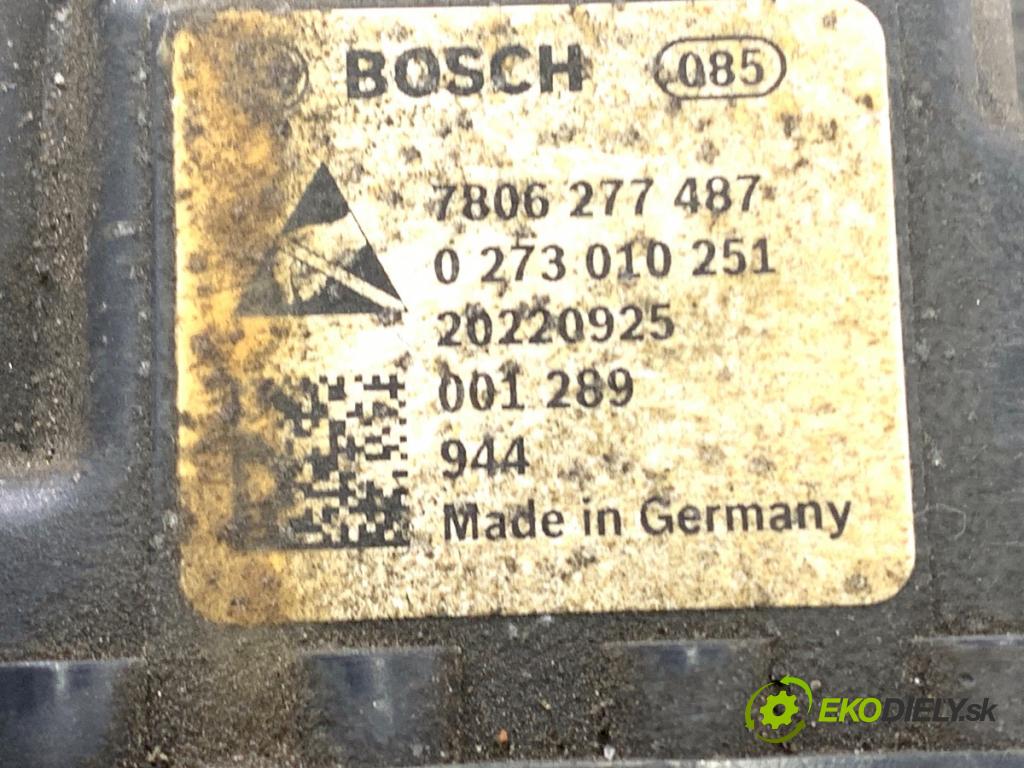 BOSCH 085
7806 277 487
0 273 010 251
20220925
001 289
944
Made in Germany
EKODIELY.sk